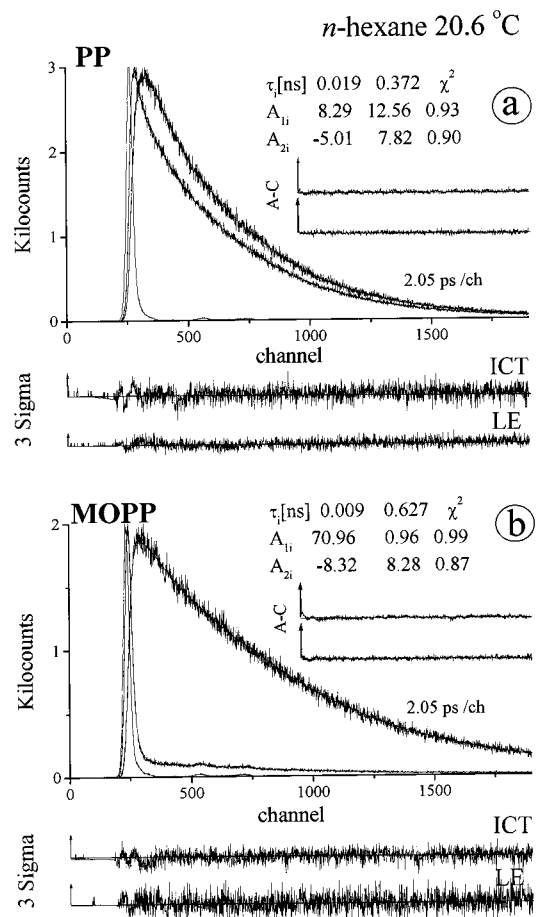 n-hexane 20.6 °C
PP
a
τi[ns] 0.019 0.372 χ²
A1i 8.29 12.56 0.93
A2i -5.01 7.82 0.90
A-C
Kilocounts
3
2
1
0
2.05 ps /ch
0 500 1000 1500
channel
ICT
3 Sigma
LE
MOPP
b
τi[ns] 0.009 0.627 χ²
A1i 70.96 0.96 0.99
A2i -8.32 8.28 0.87
A-C
Kilocounts
2
1
0
2.05 ps /ch
0 500 1000 1500
channel
ICT
3 Sigma
LE